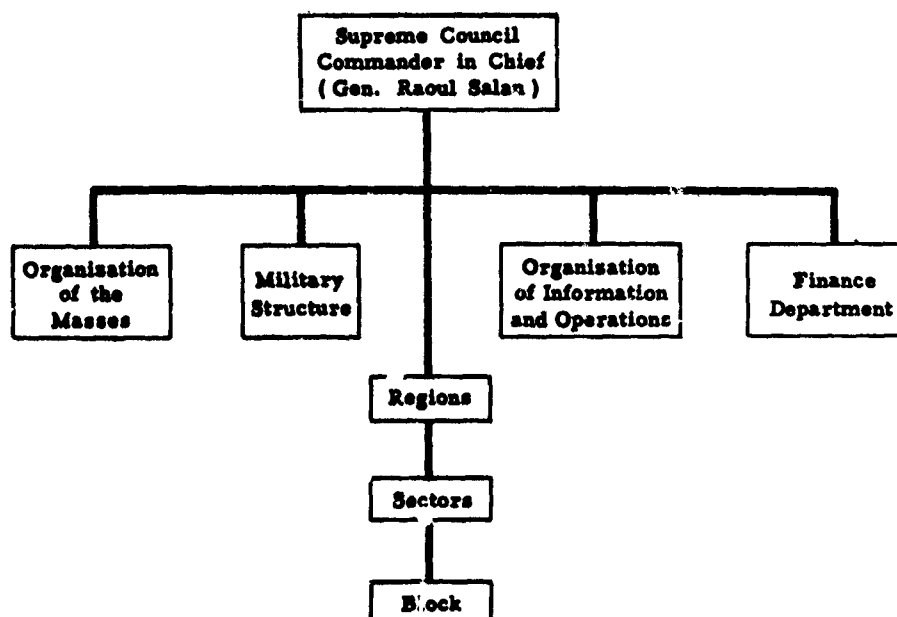 Supreme Council
Commander in Chief
(Gen. Raoul Salan)
Organisation
of the
Masses
Military
Structure
Organisation
of Information
and Operations
Finance
Department
Regions
Sectors
Block